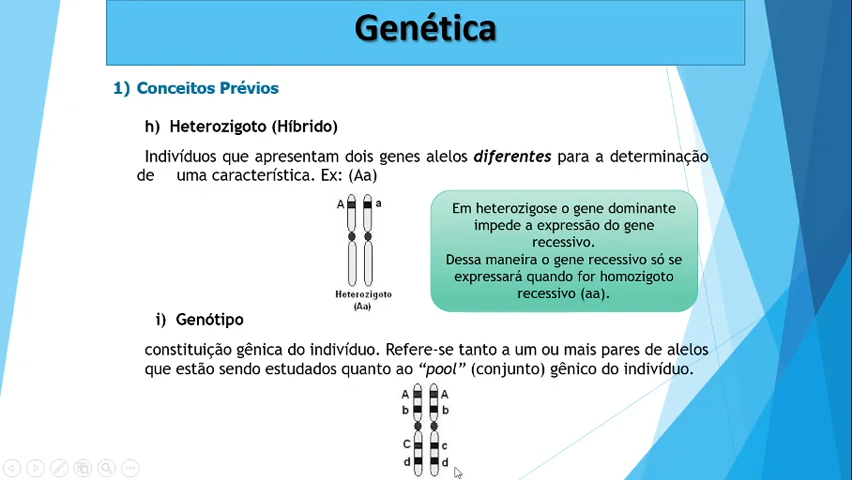 Genética
1) Conceitos Prévios
h) Heterozigoto (Híbrido)
Indivíduos que apresentam dois genes alelos diferentes para a determinação
de uma característica. Ex: (Aa)
A a
Heterozigoto
(Aa)
Em heterozigose o gene dominante
impede a expressão do gene
recessivo.
Dessa maneira o gene recessivo só se
expressará quando for homozigoto
recessivo (aa).
i) Genótipo
constituição gênica do indivíduo. Refere-se tanto a um ou mais pares de alelos
que estão sendo estudados quanto ao “pool” (conjunto) gênico do indivíduo.
A A
b b
C c
d d